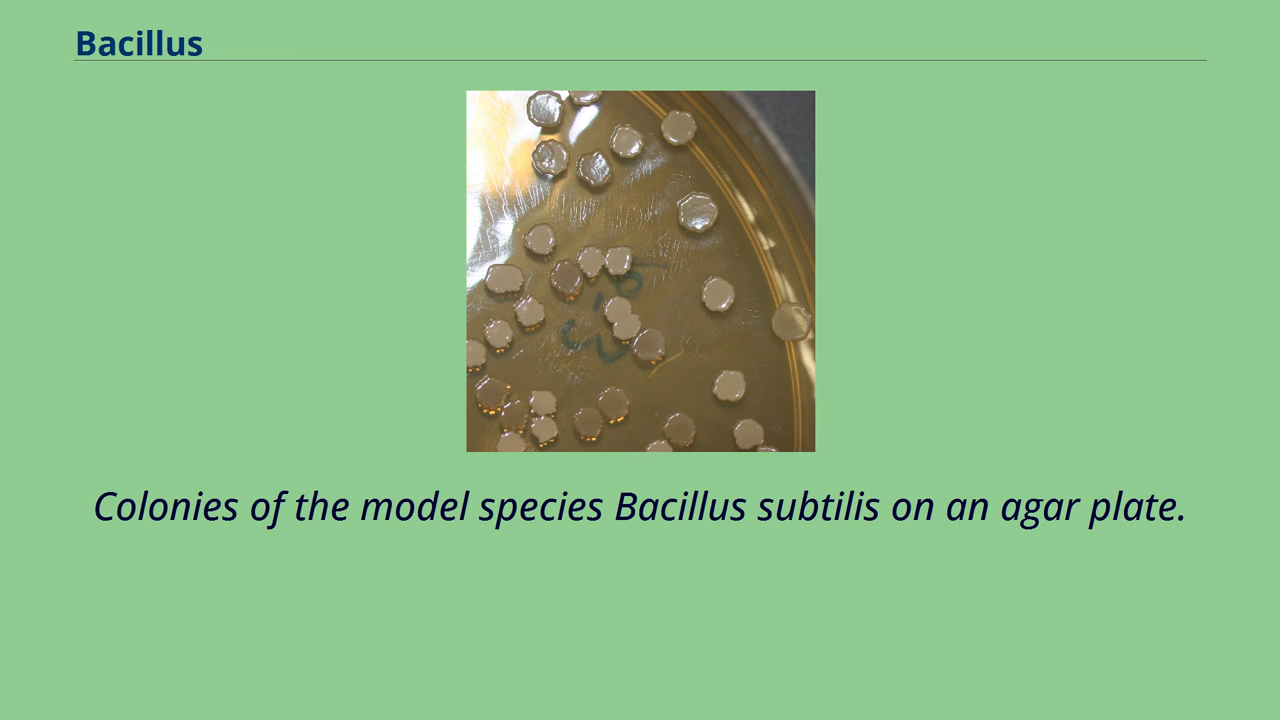 Bacillus
Colonies of the model species Bacillus subtilis on an agar plate.